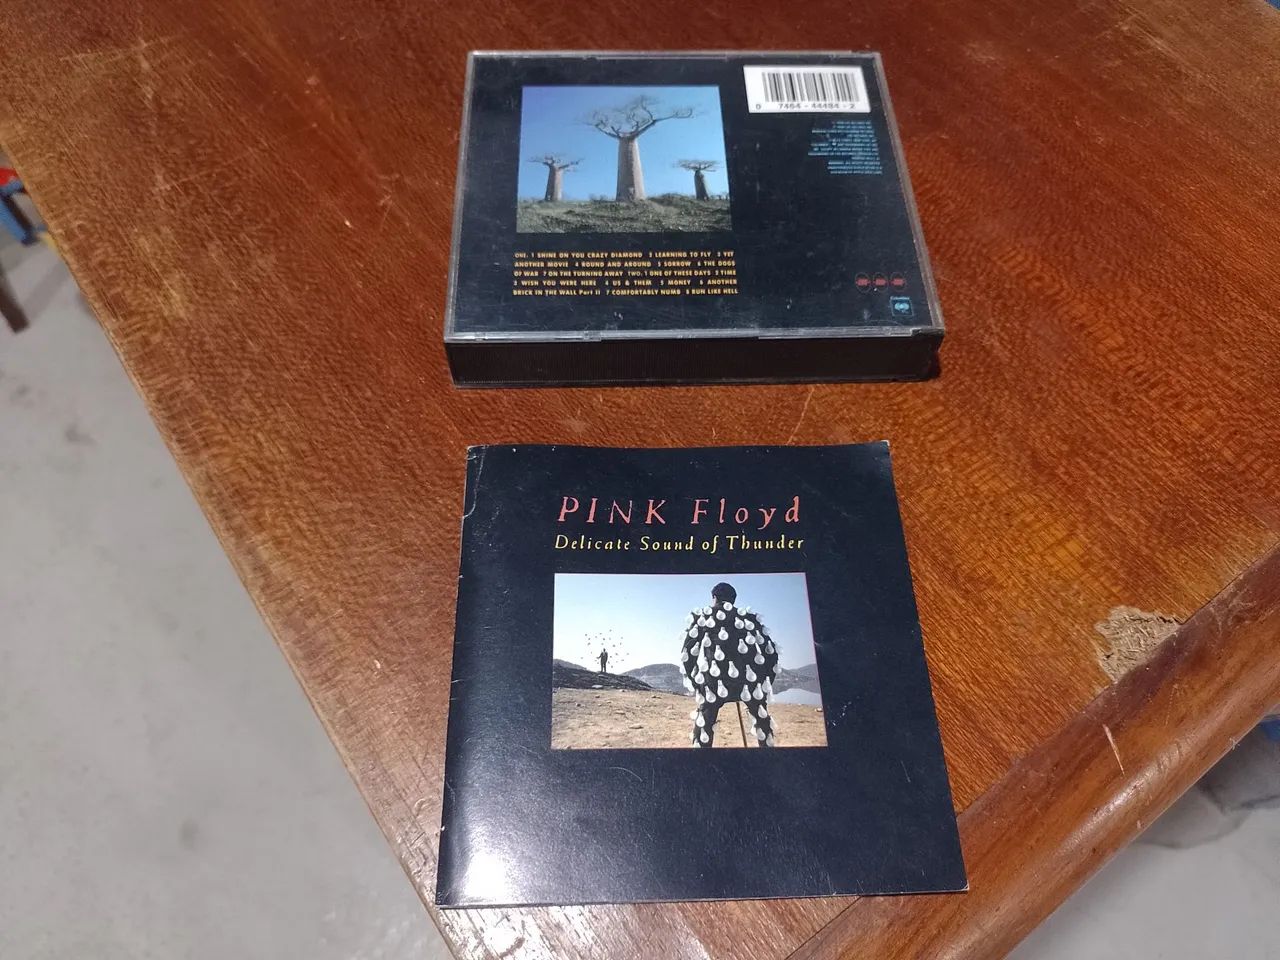 0 7464-44484-2
ONE. 1 SHINE ON YOU CRAZY DIAMOND 2 LEARNING TO FLY 3 YET
ANOTHER MOVIE 4 ROUND AND AROUND 5 SORROW 6 THE DOGS
OF WAR 7 ON THE TURNING AWAY TWO. 1 ONE OF THESE DAYS 2 TIME
3 WISH YOU WERE HERE 4 US & THEM 5 MONEY 6 ANOTHER
BRICK IN THE WALL Part II 7 COMFORTABLY NUMB 8 RUN LIKE HELL
Columbia
PINK Floyd
Delicate Sound of Thunder